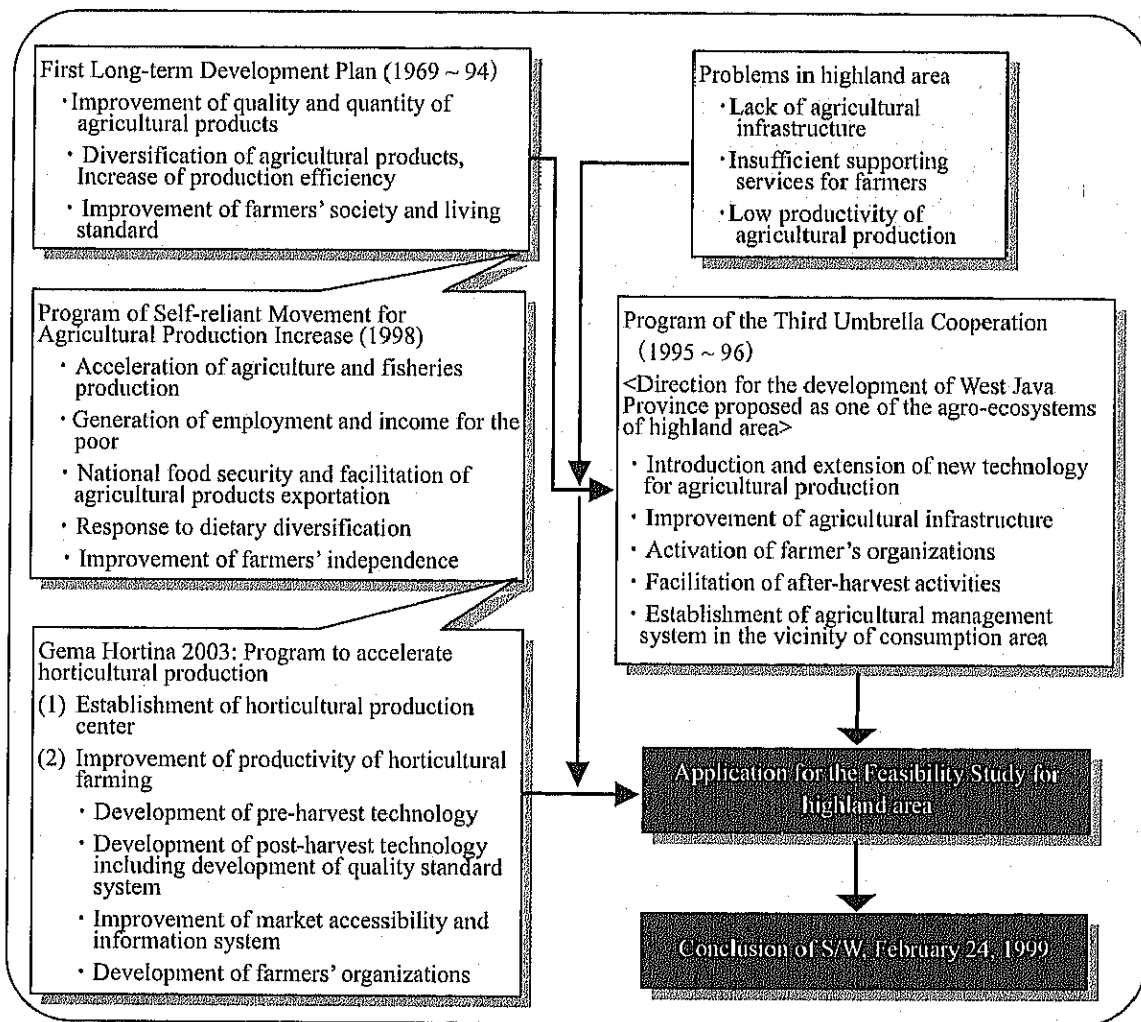 First Long-term Development Plan (1969 ~ 94)
・Improvement of quality and quantity of
agricultural products
・Diversification of agricultural products,
Increase of production efficiency
・Improvement of farmers' society and living
standard
Problems in highland area
・Lack of agricultural
infrastructure
・Insufficient supporting
services for farmers
・Low productivity of
agricultural production
Program of Self-reliant Movement for
Agricultural Production Increase (1998)
・Acceleration of agriculture and fisheries
production
・Generation of employment and income for the
poor
・National food security and facilitation of
agricultural products exportation
・Response to dietary diversification
・Improvement of farmers' independence
Program of the Third Umbrella Cooperation
(1995 ~ 96)
<Direction for the development of West Java
Province proposed as one of the agro-ecosystems
of highland area>
・Introduction and extension of new technology
for agricultural production
・Improvement of agricultural infrastructure
・Activation of farmer's organizations
・Facilitation of after-harvest activities
・Establishment of agricultural management
system in the vicinity of consumption area
Gema Hortina 2003: Program to accelerate
horticultural production
(1) Establishment of horticultural production
center
(2) Improvement of productivity of horticultural
farming
・Development of pre-harvest technology
・Development of post-harvest technology
including development of quality standard
system
・Improvement of market accessibility and
information system
・Development of farmers' organizations
Application for the Feasibility Study for
highland area
Conclusion of S/W, February 24, 1999